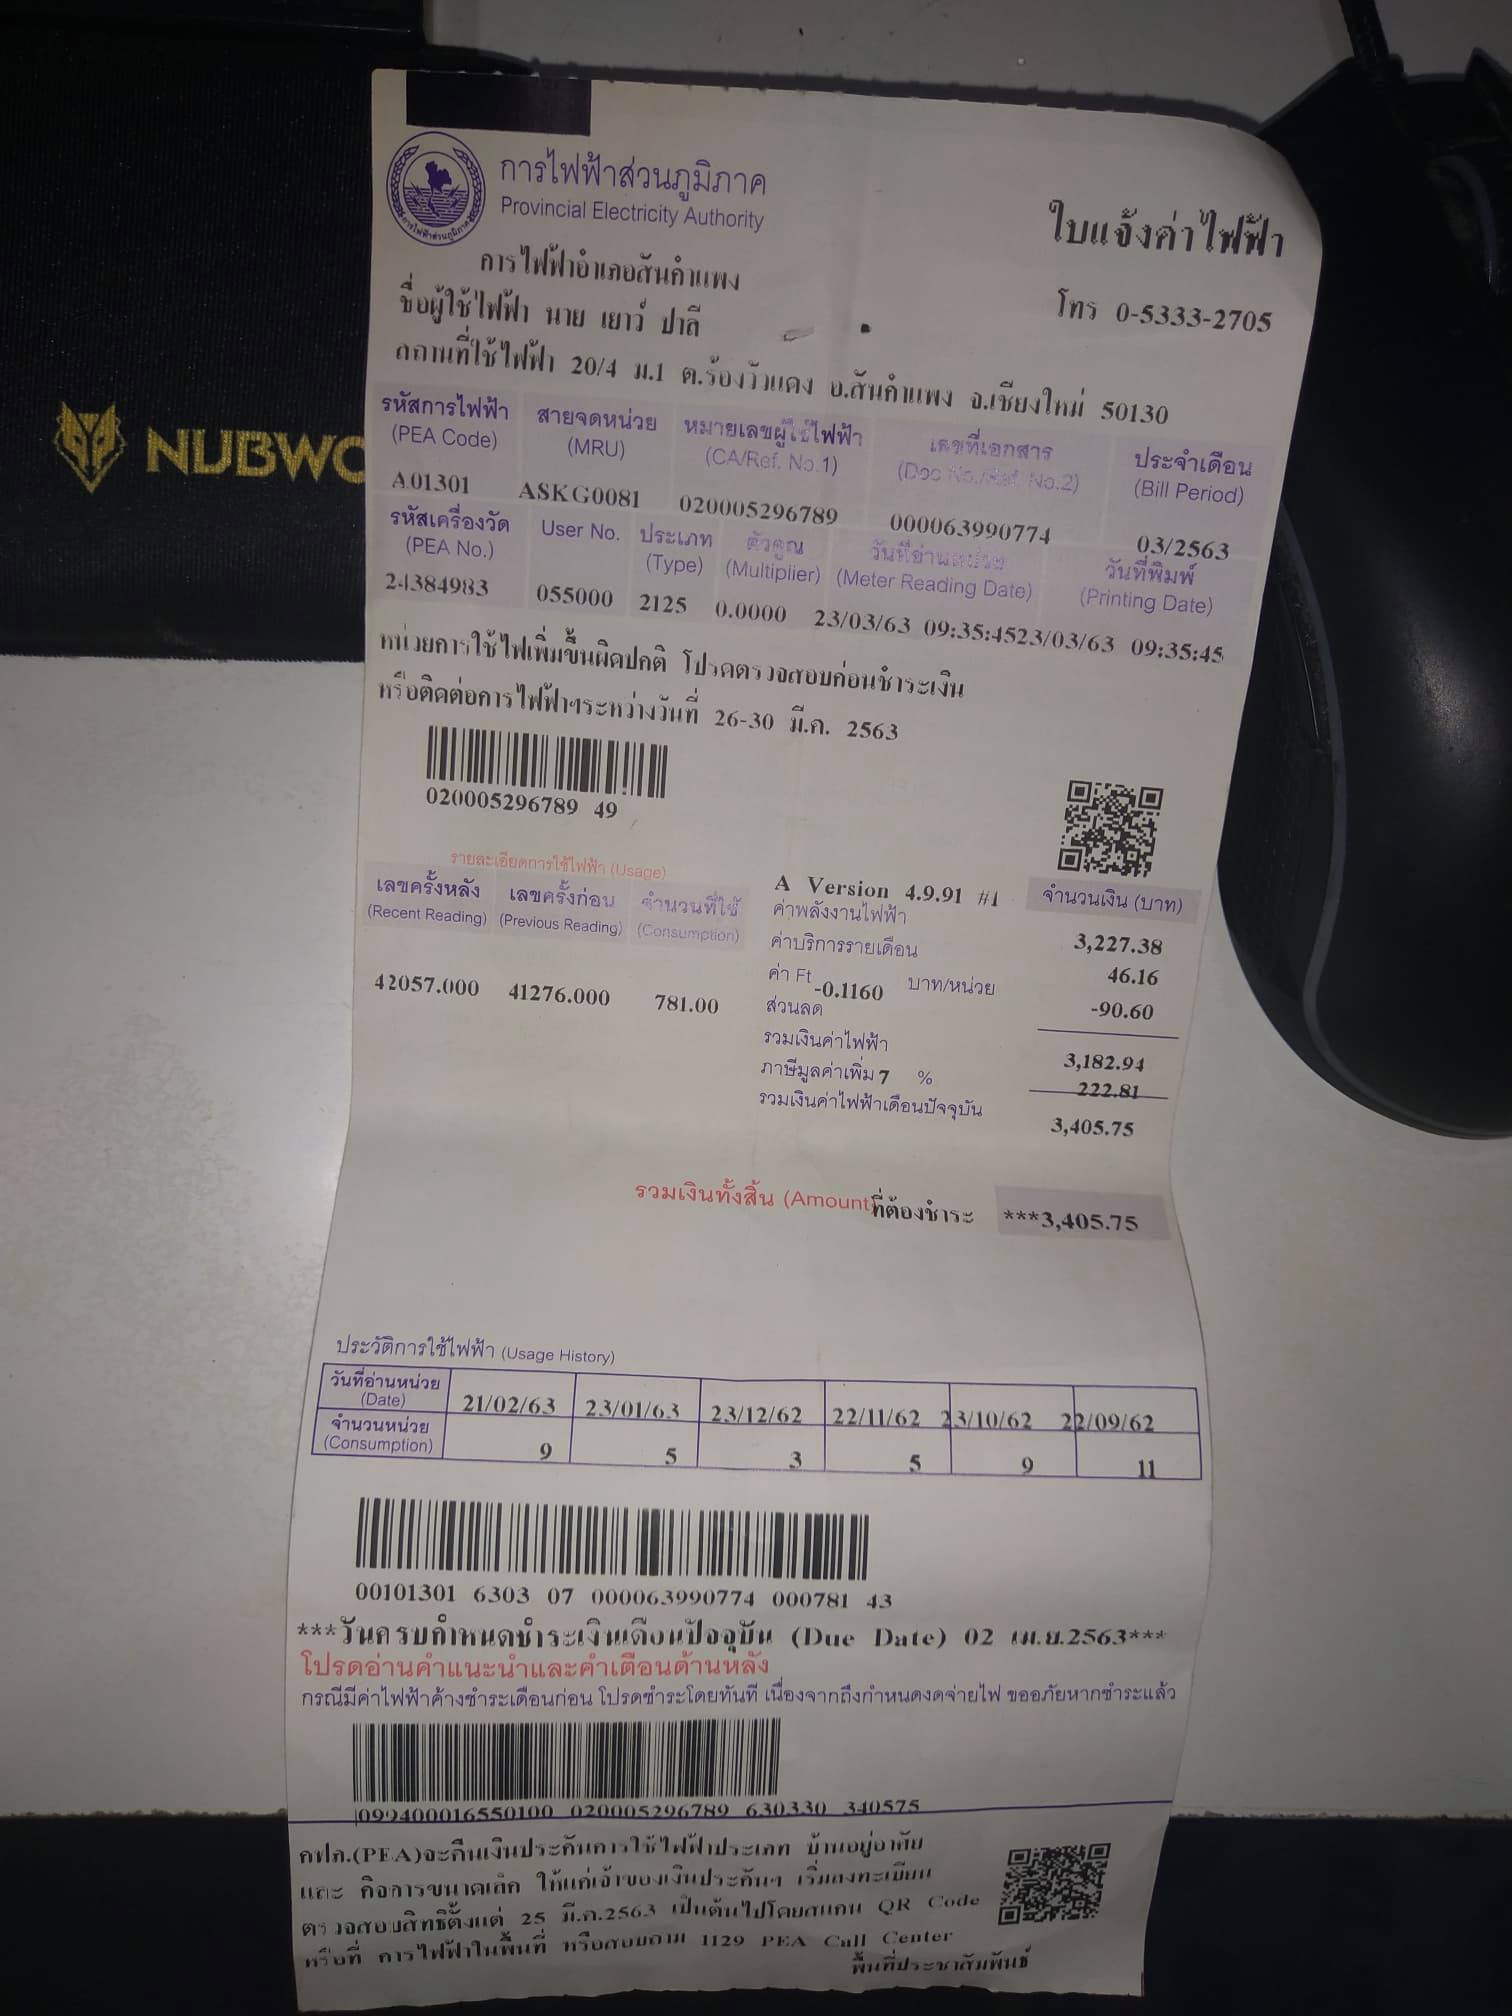 NUBWO
การไฟฟ้าส่วนภูมิภาค
Provincial Electricity Authority
ใบแจ้งค่าไฟฟ้า
การไฟฟ้าอำเภอสันกำแพง
โทร 0-5333-2705
ชื่อผู้ใช้ไฟฟ้า นาย เยาว์ ปาลี
สถานที่ใช้ไฟฟ้า 20/4 ม.1 ต.ร้องวัวแดง อ.สันกำแพง จ.เชียงใหม่ 50130
รหัสการไฟฟ้า สายจดหน่วย หมายเลขผู้ใช้ไฟฟ้า เลขที่เอกสาร ประจำเดือน
(PEA Code) (MRU) (CA/Ref. No.1) (Doc No./Ref. No.2) (Bill Period)
A01301 ASKG0081 020005296789 000063990774 03/2563
รหัสเครื่องวัด User No. ประเภท ตัวคูณ วันที่อ่านหน่วย วันที่พิมพ์
(PEA No.) (Type) (Multiplier) (Meter Reading Date) (Printing Date)
24384983 055000 2125 0.0000 23/03/63 09:35:4523/03/63 09:35:45
หน่วยการใช้ไฟเพิ่มขึ้นผิดปกติ โปรดตรวจสอบก่อนชำระเงิน
หรือติดต่อการไฟฟ้าฯระหว่างวันที่ 26-30 มี.ค. 2563
020005296789 49
รายละเอียดการใช้ไฟฟ้า (Usage)
เลขครั้งหลัง เลขครั้งก่อน จำนวนที่ใช้
(Recent Reading) (Previous Reading) (Consumption)
42057.000 41276.000 781.00
A Version 4.9.91 #1 จำนวนเงิน (บาท)
ค่าพลังงานไฟฟ้า 3,227.38
ค่าบริการรายเดือน 46.16
ค่า Ft -0.1160 บาท/หน่วย -90.60
ส่วนลด
รวมเงินค่าไฟฟ้า 3,182.94
ภาษีมูลค่าเพิ่ม 7 % 222.81
รวมเงินค่าไฟฟ้าเดือนปัจจุบัน 3,405.75
รวมเงินทั้งสิ้น (Amount) ที่ต้องชำระ ***3,405.75
ประวัติการใช้ไฟฟ้า (Usage History)
วันที่อ่านหน่วย (Date) 21/02/63 23/01/63 23/12/62 22/11/62 23/10/62 22/09/62
จำนวนหน่วย (Consumption) 9 5 3 5 9 11
00101301 6303 07 000063990774 000781 43
***วันครบกำหนดชำระเงินเดือนปัจจุบัน (Due Date) 02 เม.ย.2563***
โปรดอ่านคำแนะนำและคำเตือนด้านหลัง
กรณีมีค่าไฟฟ้าค้างชำระเดือนก่อน โปรดชำระโดยทันที เนื่องจากถึงกำหนดงดจ่ายไฟ ขออภัยหากชำระแล้ว
099400016550100 020005296789 630330 340575
กฟภ.(PEA)จะคืนเงินประกันการใช้ไฟฟ้าประเภท บ้านอยู่อาศัย
และ กิจการขนาดเล็ก ให้แก่เจ้าของเงินประกันฯ เริ่มลงทะเบียน
ตรวจสอบสิทธิตั้งแต่ 25 มี.ค.2563 เป็นต้นไปโดยสแกน QR Code
หรือที่ การไฟฟ้าในพื้นที่ หรือสอบถาม 1129 PEA Call Center
พื้นที่ประชาสัมพันธ์